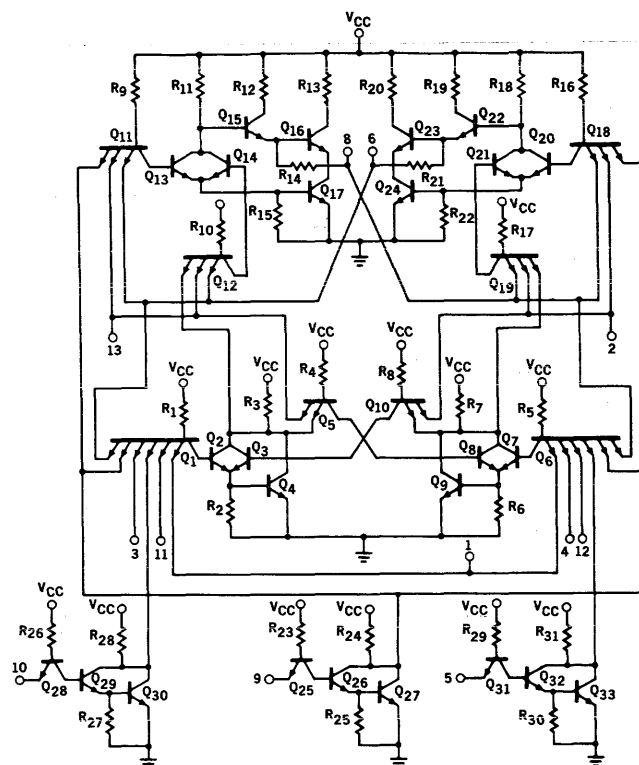 VCC
R9 R11 R12 R13 R20 R19 R18 R16
Q15 Q22
Q11 Q16 8 6 Q23 Q20 Q18
Q14 Q21
Q13 R14 R21
Q17 Q24
R15 R22
R10 VCC
R17
Q12 Q19
13 2
VCC VCC VCC VCC VCC VCC
R4 R8
R1 R3 R7 R5
Q5 Q10
Q2 Q3 Q8 Q7
Q1 Q6
Q4 Q9
R2 R6
3 11 1 4 12
VCC VCC VCC VCC VCC VCC
R26 R28 R23 R24 R29 R31
10 9 5
Q28 Q29 Q30 Q25 Q26 Q27 Q31 Q32 Q33
R27 R25 R30